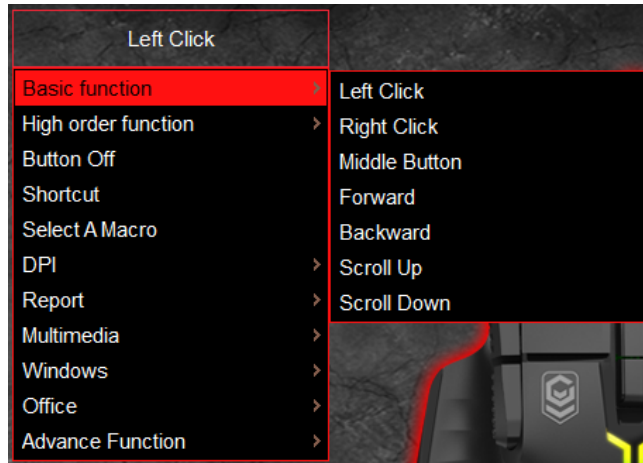 Left Click
Basic function
High order function
Button Off
Shortcut
Select A Macro
DPI
Report
Multimedia
Windows
Office
Advance Function
Left Click
Right Click
Middle Button
Forward
Backward
Scroll Up
Scroll Down